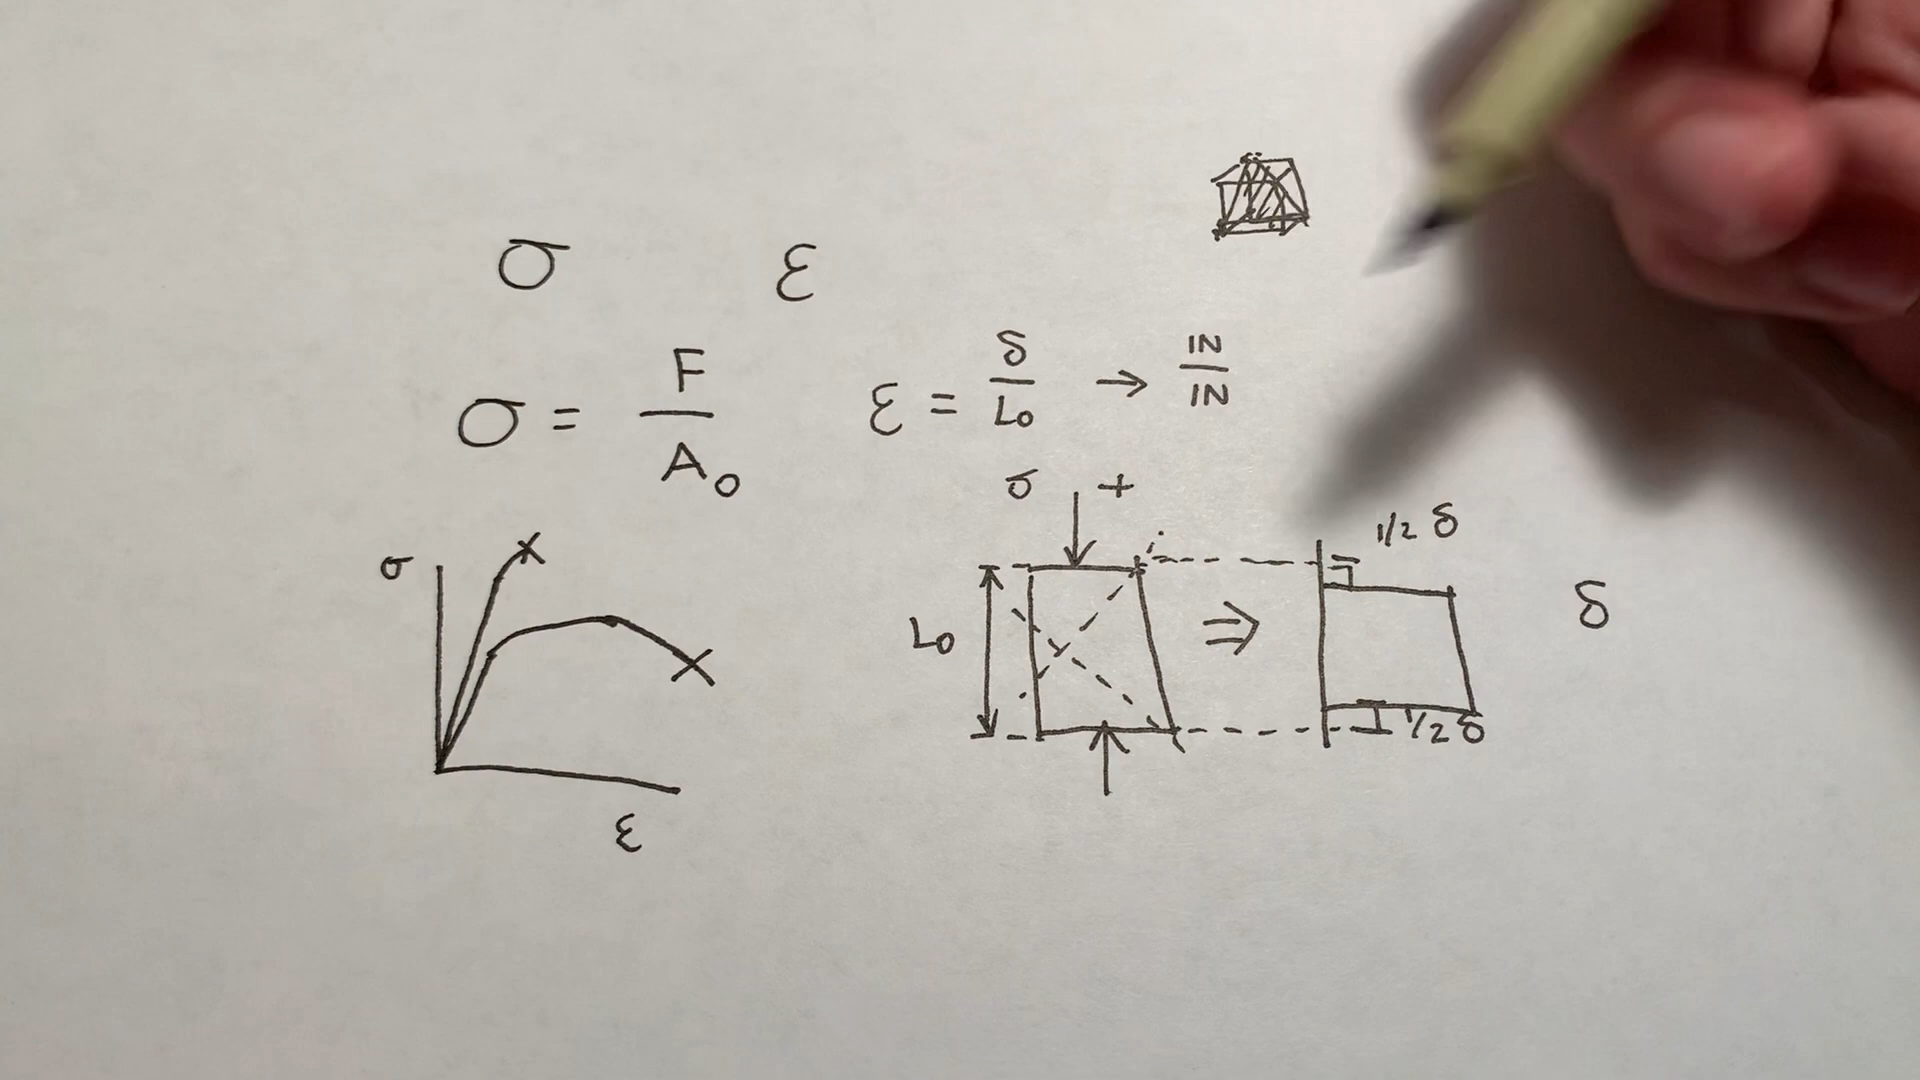 σ ε
σ = F / A₀
ε = δ / L₀ → IN / IN
σ +
σ
ε
L₀
⇒
1/2 δ
δ
1/2 δ